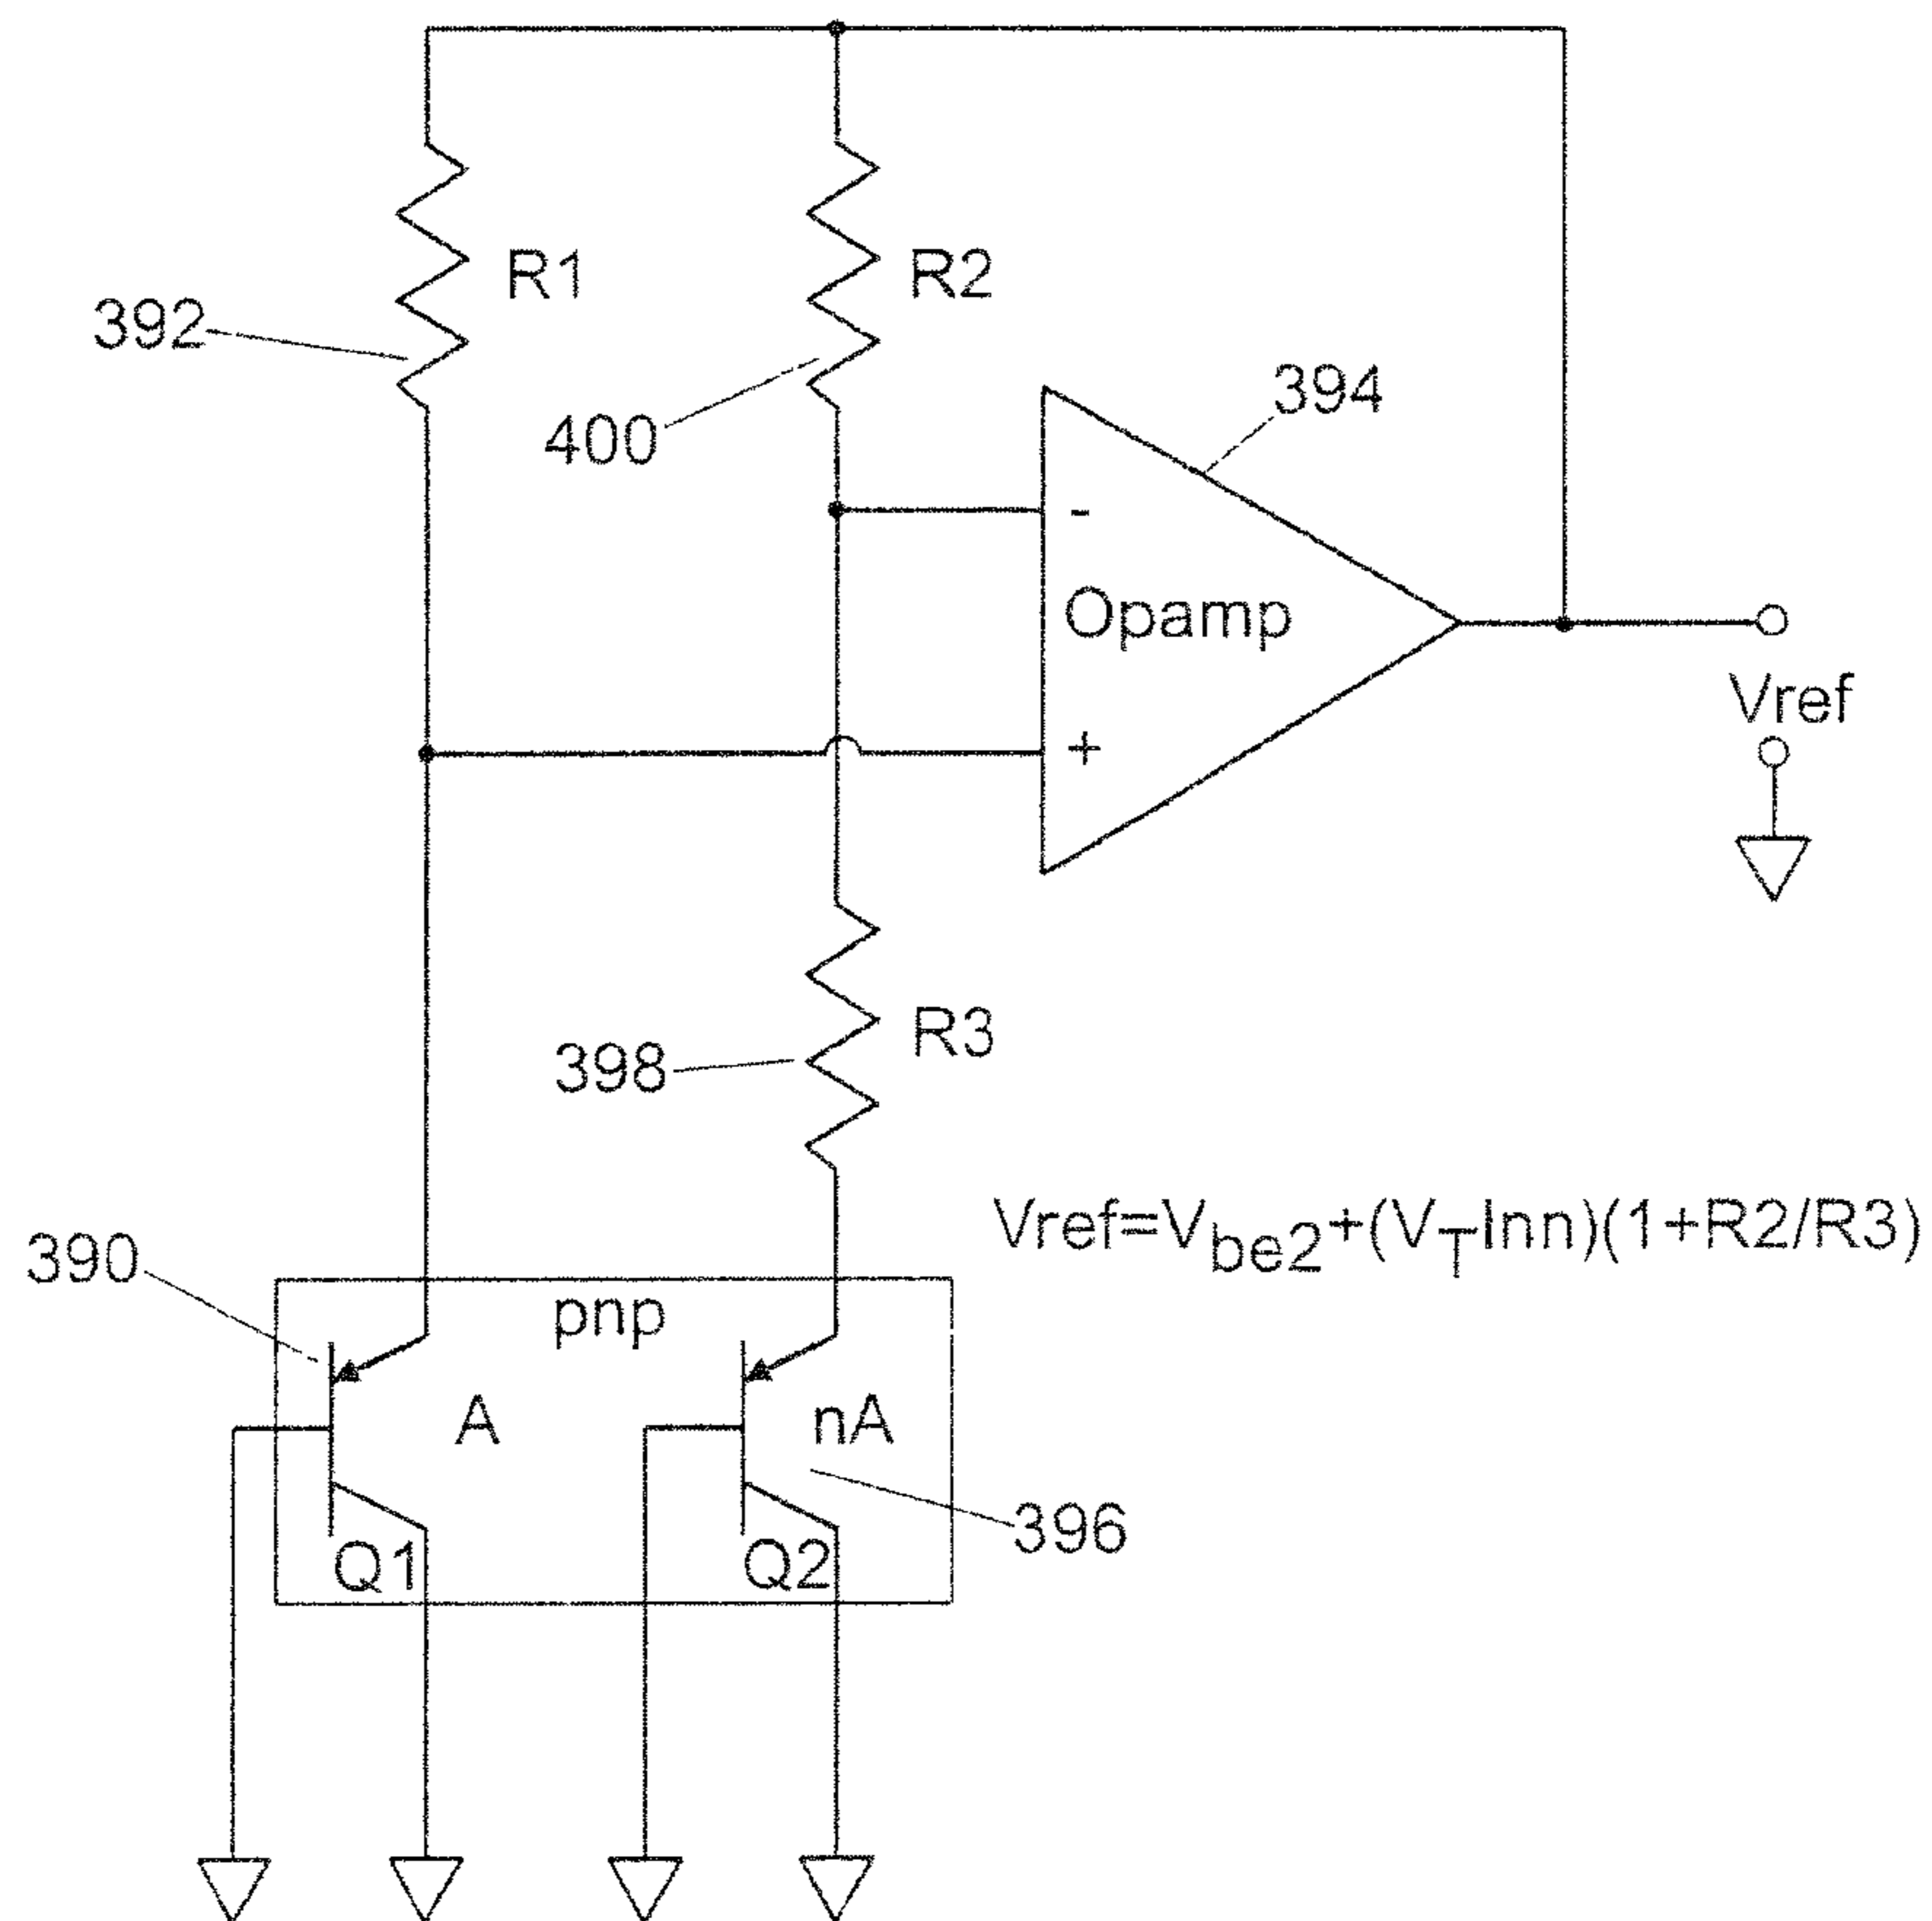 R1
R2
392
394
400
-
Opamp
+
Vref
R3
398
Vref=Vbe2+(VTlnn)(1+R2/R3)
390
pnp
A
nA
396
Q1
Q2